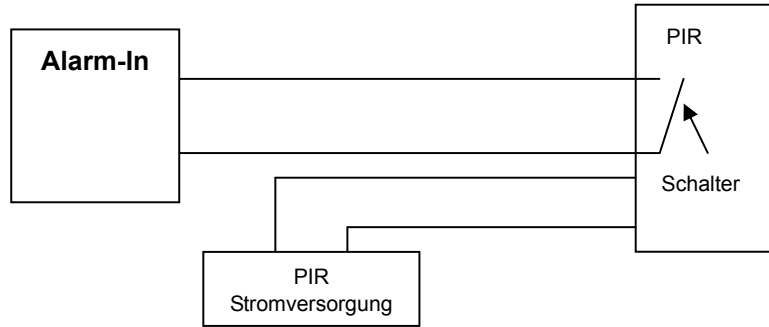 Alarm-In
PIR
Schalter
PIR
Stromversorgung